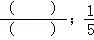 (    )/(    ); 1/5